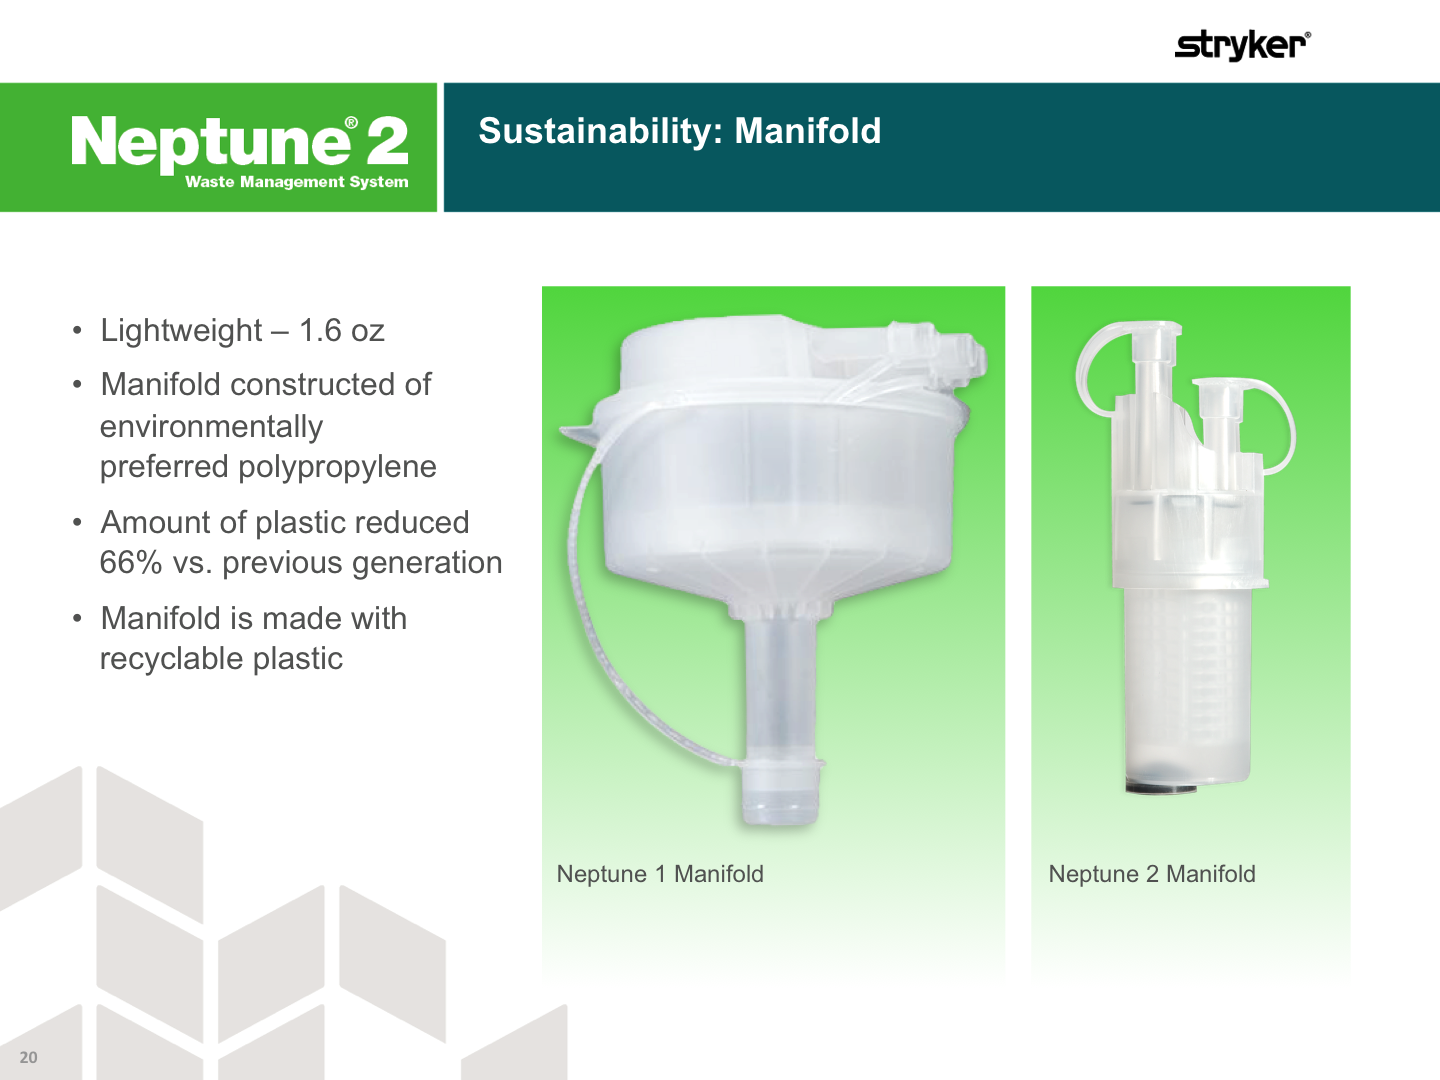 stryker®
Neptune® 2
Waste Management System
Sustainability: Manifold
• Lightweight – 1.6 oz
• Manifold constructed of
environmentally
preferred polypropylene
• Amount of plastic reduced
66% vs. previous generation
• Manifold is made with
recyclable plastic
Neptune 1 Manifold
Neptune 2 Manifold
20